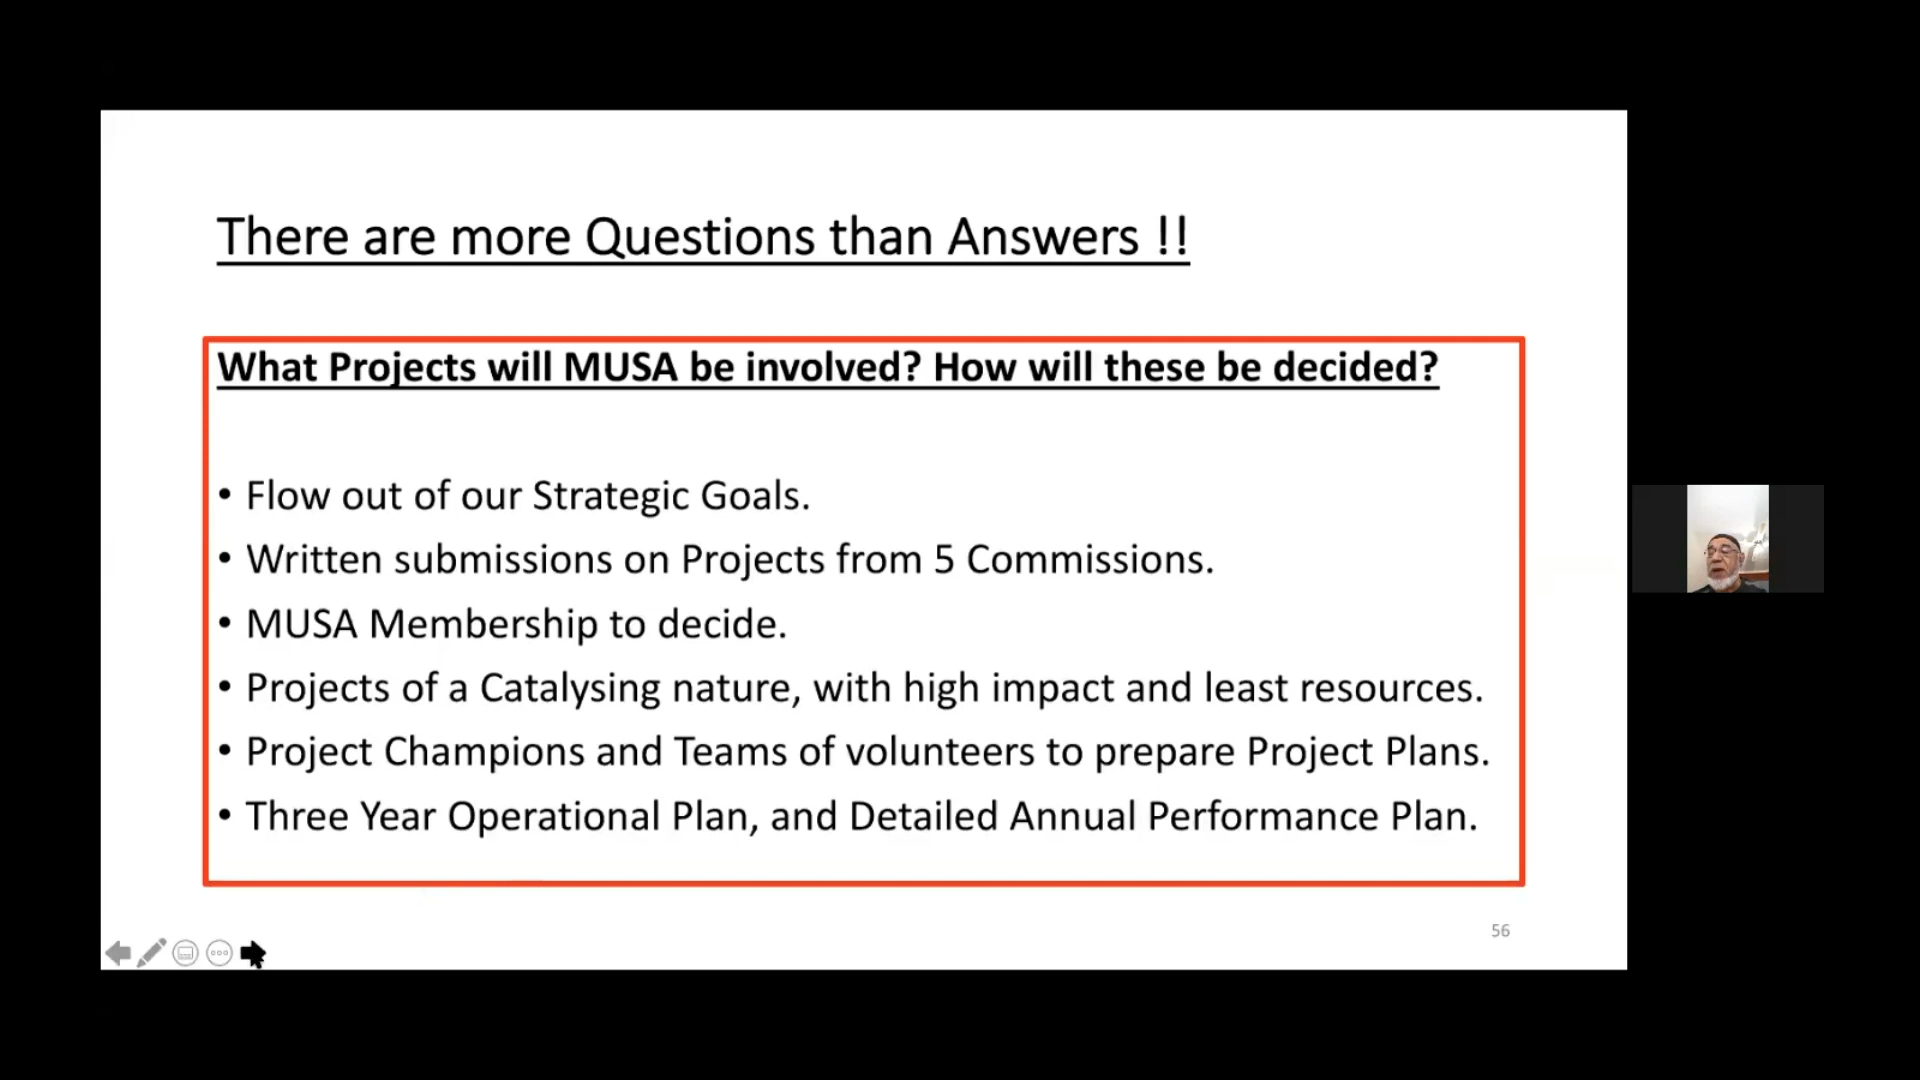 There are more Questions than Answers !!
What Projects will MUSA be involved? How will these be decided?
• Flow out of our Strategic Goals.
• Written submissions on Projects from 5 Commissions.
• MUSA Membership to decide.
• Projects of a Catalysing nature, with high impact and least resources.
• Project Champions and Teams of volunteers to prepare Project Plans.
• Three Year Operational Plan, and Detailed Annual Performance Plan.
56